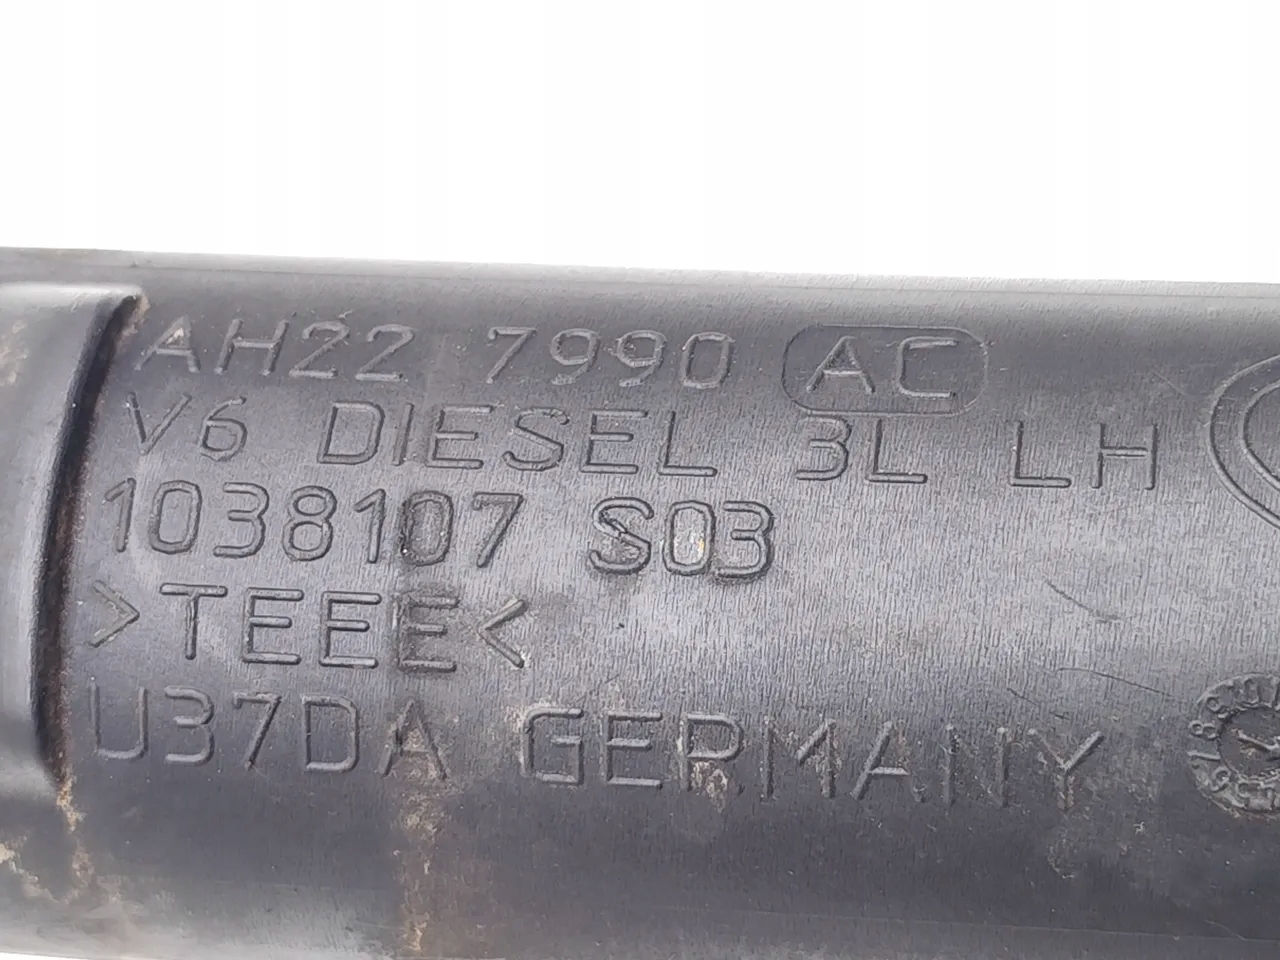 AH22 7990 AC
V6 DIESEL 3L LH
1038107 S03
>TEEE<
U37DA GERMANY